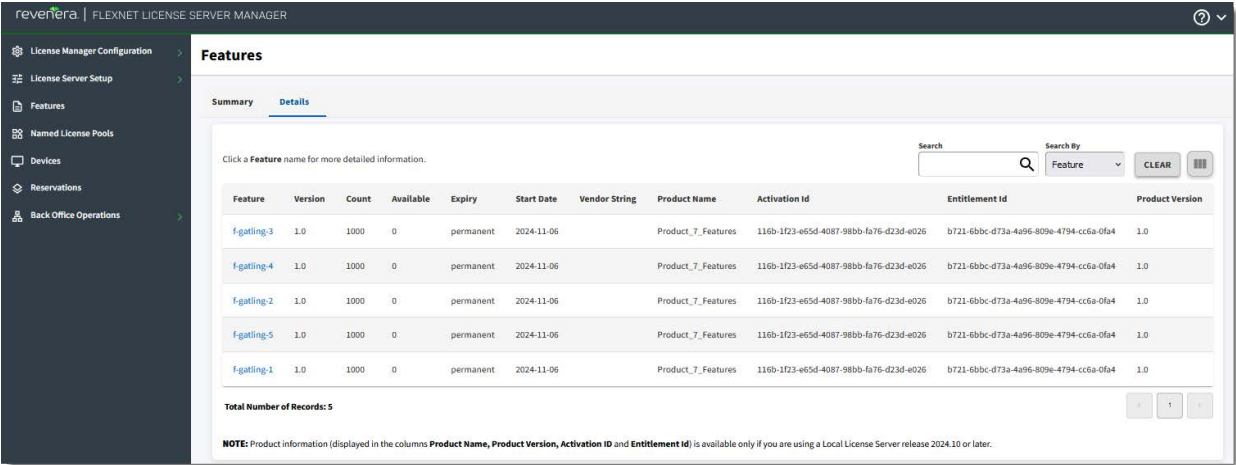 revenera. | FLEXNET LICENSE SERVER MANAGER
License Manager Configuration
License Server Setup
Features
Named License Pools
Devices
Reservations
Back Office Operations
Features
Summary Details
Click a Feature name for more detailed information.
Search
Search By
Feature
CLEAR
Feature Version Count Available Expiry Start Date Vendor String Product Name Activation Id Entitlement Id Product Version
f-gatling-3 1.0 1000 0 permanent 2024-11-06 Product_7_Features 116b-1f23-e65d-4087-98bb-fa76-d23d-e026 b721-6bbc-d73a-4a96-809e-4794-cc6a-0fa4 1.0
f-gatling-4 1.0 1000 0 permanent 2024-11-06 Product_7_Features 116b-1f23-e65d-4087-98bb-fa76-d23d-e026 b721-6bbc-d73a-4a96-809e-4794-cc6a-0fa4 1.0
f-gatling-2 1.0 1000 0 permanent 2024-11-06 Product_7_Features 116b-1f23-e65d-4087-98bb-fa76-d23d-e026 b721-6bbc-d73a-4a96-809e-4794-cc6a-0fa4 1.0
f-gatling-5 1.0 1000 0 permanent 2024-11-06 Product_7_Features 116b-1f23-e65d-4087-98bb-fa76-d23d-e026 b721-6bbc-d73a-4a96-809e-4794-cc6a-0fa4 1.0
f-gatling-1 1.0 1000 0 permanent 2024-11-06 Product_7_Features 116b-1f23-e65d-4087-98bb-fa76-d23d-e026 b721-6bbc-d73a-4a96-809e-4794-cc6a-0fa4 1.0
Total Number of Records: 5
1
NOTE: Product information (displayed in the columns Product Name, Product Version, Activation ID and Entitlement Id) is available only if you are using a Local License Server release 2024.10 or later.